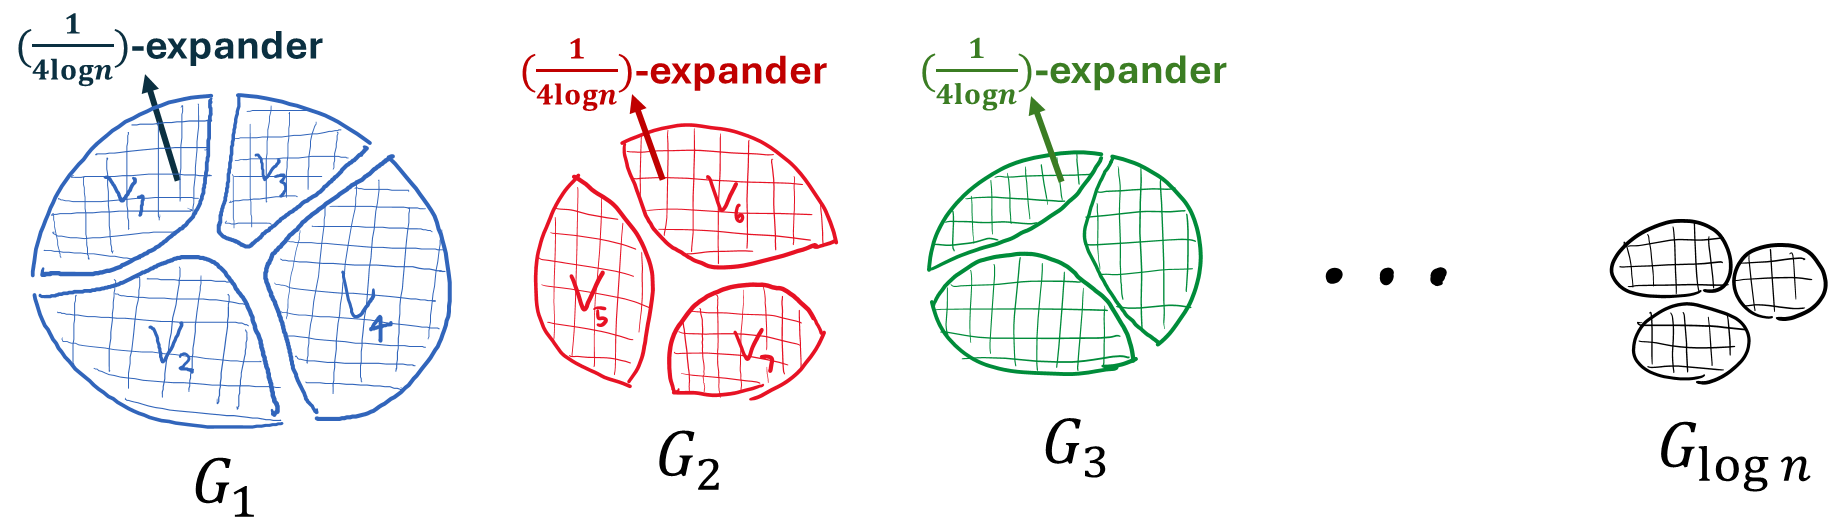 (1/4logn)-expander
(1/4logn)-expander
(1/4logn)-expander
V1
V3
V2
V4
V5
V6
V7
. . .
G1
G2
G3
Glog n